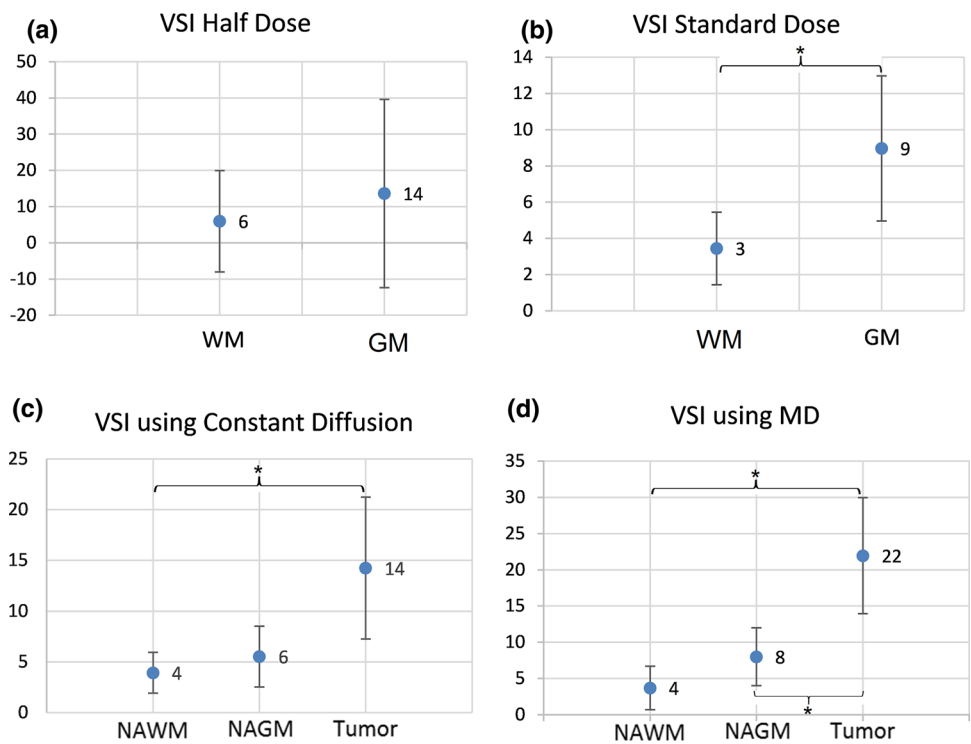 (a)
VSI Half Dose
50
40
30
20
10
0
-10
-20
6
14
WM
GM
(b)
VSI Standard Dose
*
14
12
10
8
6
4
2
0
3
9
WM
GM
(c)
VSI using Constant Diffusion
*
25
20
15
10
5
0
4
6
14
NAWM
NAGM
Tumor
(d)
VSI using MD
*
35
30
25
20
15
10
5
0
4
8
22
*
NAWM
NAGM
Tumor